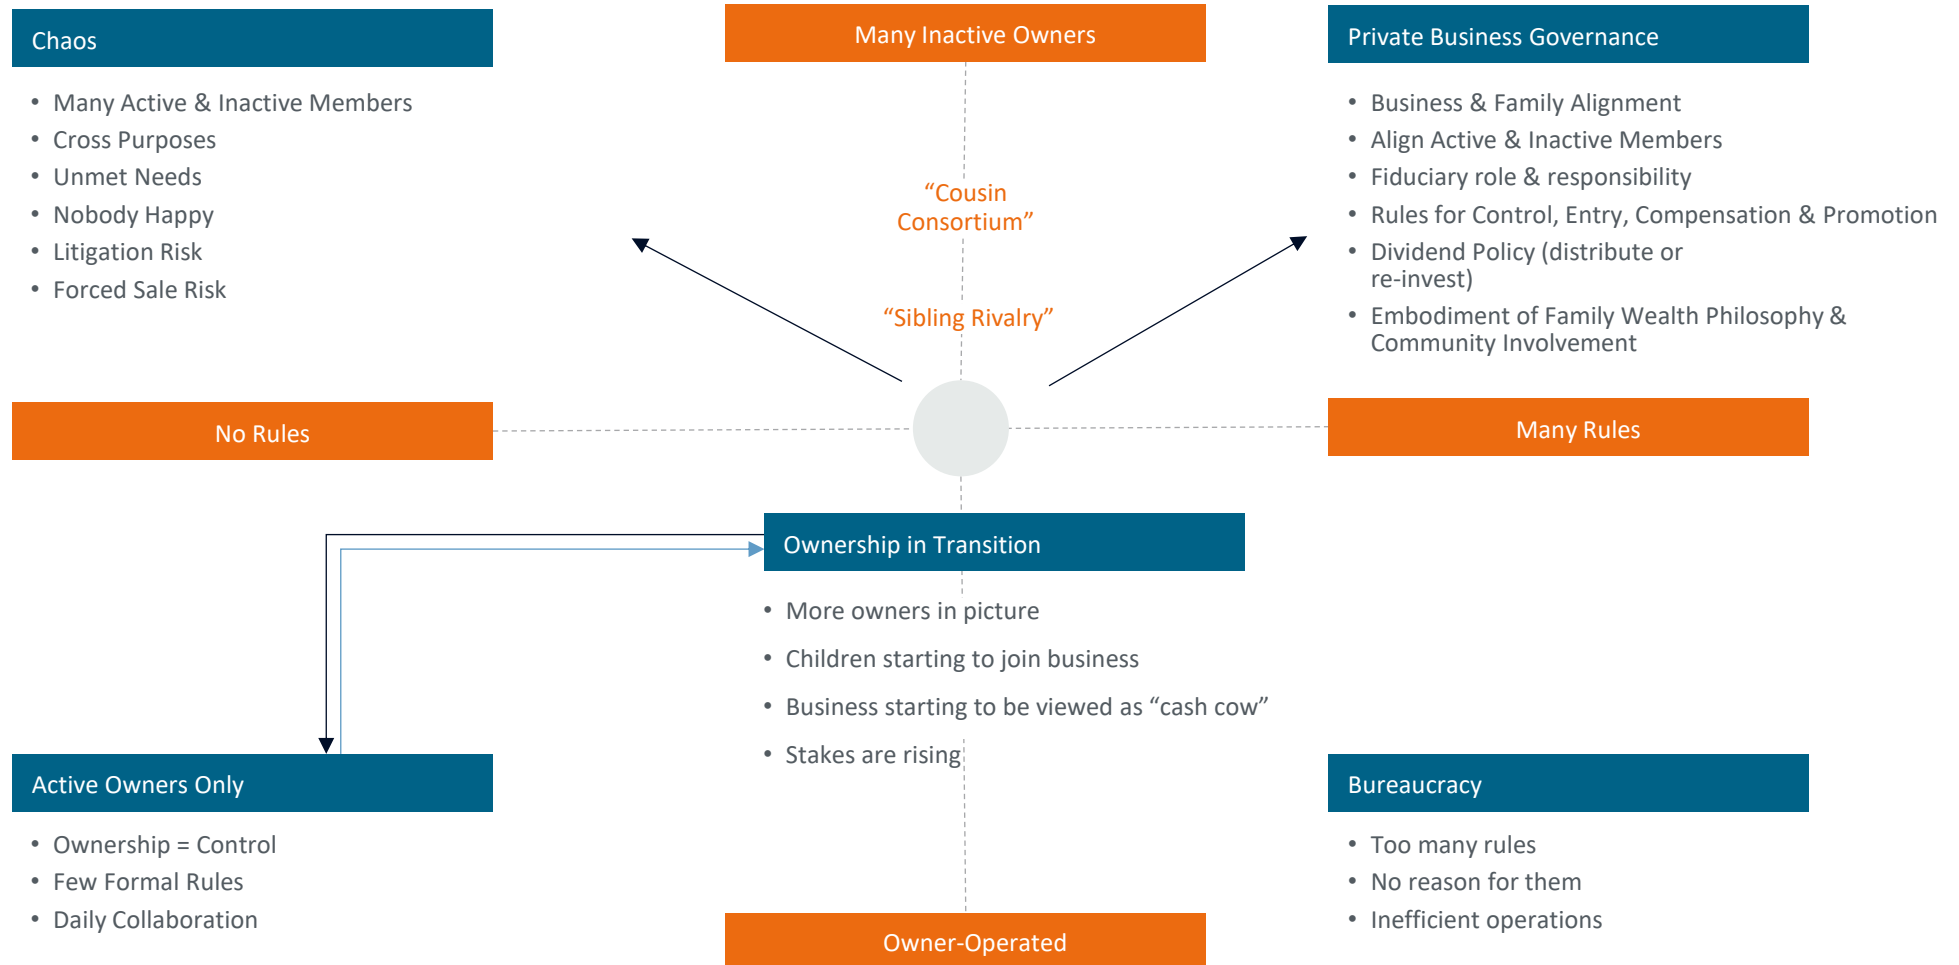 Chaos
• Many Active & Inactive Members
• Cross Purposes
• Unmet Needs
• Nobody Happy
• Litigation Risk
• Forced Sale Risk
Many Inactive Owners
“Cousin
Consortium”
“Sibling Rivalry”
Private Business Governance
• Business & Family Alignment
• Align Active & Inactive Members
• Fiduciary role & responsibility
• Rules for Control, Entry, Compensation & Promotion
• Dividend Policy (distribute or
re-invest)
• Embodiment of Family Wealth Philosophy &
Community Involvement
No Rules
Many Rules
Ownership in Transition
• More owners in picture
• Children starting to join business
• Business starting to be viewed as “cash cow”
• Stakes are rising
Active Owners Only
• Ownership = Control
• Few Formal Rules
• Daily Collaboration
Owner-Operated
Bureaucracy
• Too many rules
• No reason for them
• Inefficient operations